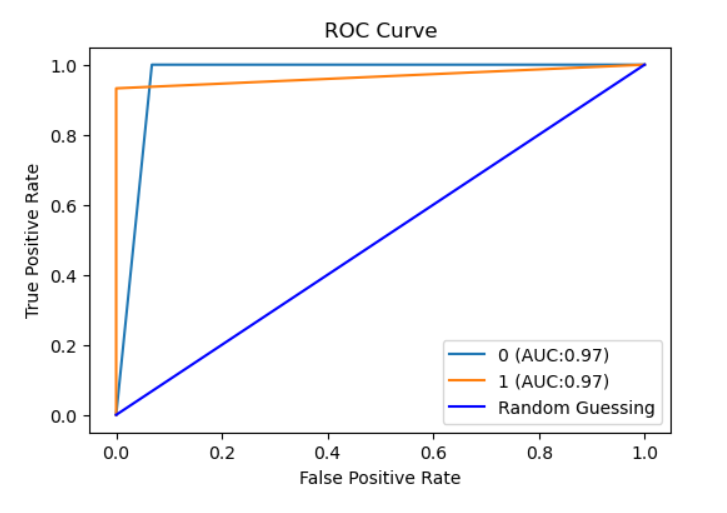 ROC Curve
True Positive Rate
1.0
0.8
0.6
0.4
0.2
0.0
0 (AUC:0.97)
1 (AUC:0.97)
Random Guessing
0.0 0.2 0.4 0.6 0.8 1.0
False Positive Rate